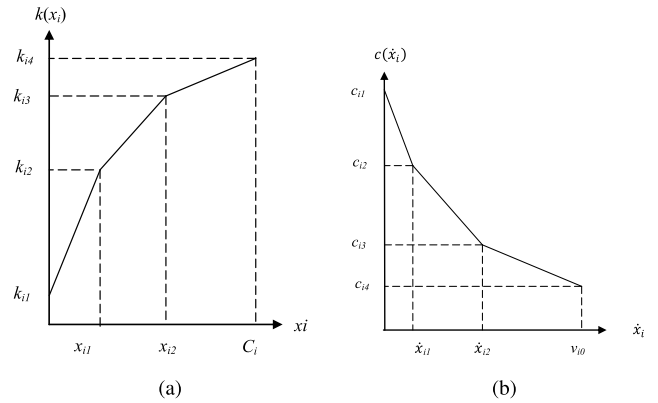 k(xi)
ki4
ki3
ki2
ki1
xi1 xi2 Ci xi
(a)
c(ẋi)
ci1
ci2
ci3
ci4
ẋi1 ẋi2 vi0 ẋi
(b)